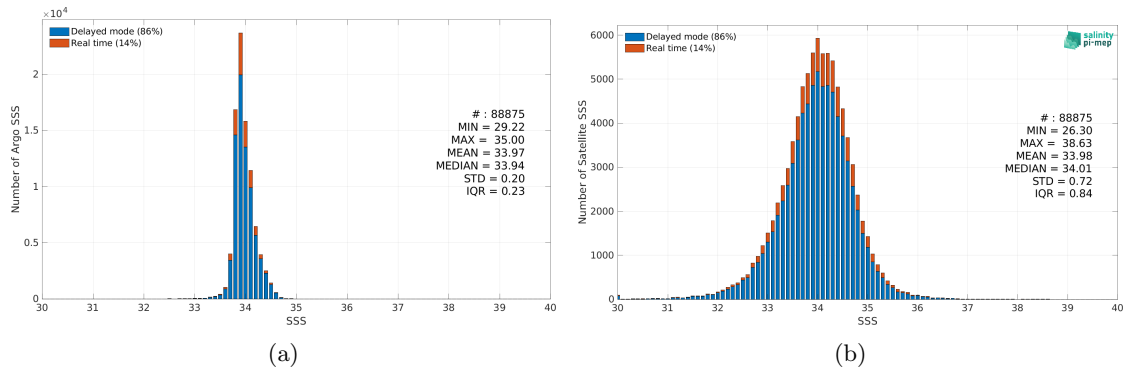 ×10^4
Delayed mode (86%)
Real time (14%)
Number of Argo SSS
2
1.5
1
0.5
0
# : 88875
MIN = 29.22
MAX = 35.00
MEAN = 33.97
MEDIAN = 33.94
STD = 0.20
IQR = 0.23
30 31 32 33 34 35 36 37 38 39 40
SSS
(a)
Delayed mode (86%)
Real time (14%)
salinity
pi-mep
Number of Satellite SSS
6000
5000
4000
3000
2000
1000
0
# : 88875
MIN = 26.30
MAX = 38.63
MEAN = 33.98
MEDIAN = 34.01
STD = 0.72
IQR = 0.84
30 31 32 33 34 35 36 37 38 39 40
SSS
(b)